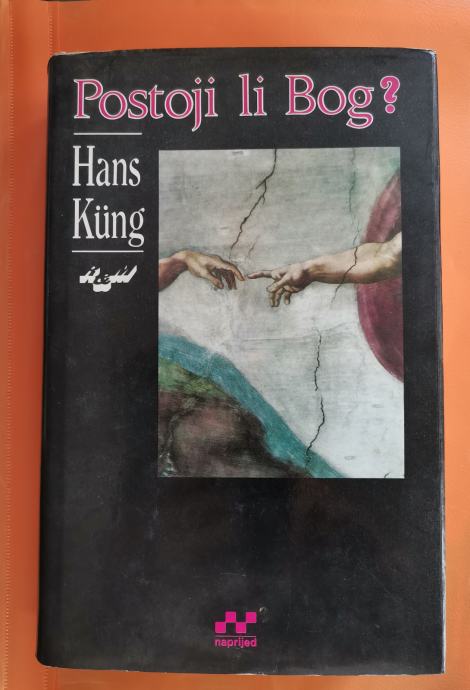 Postoji li Bog?
Hans
Küng
naprijed